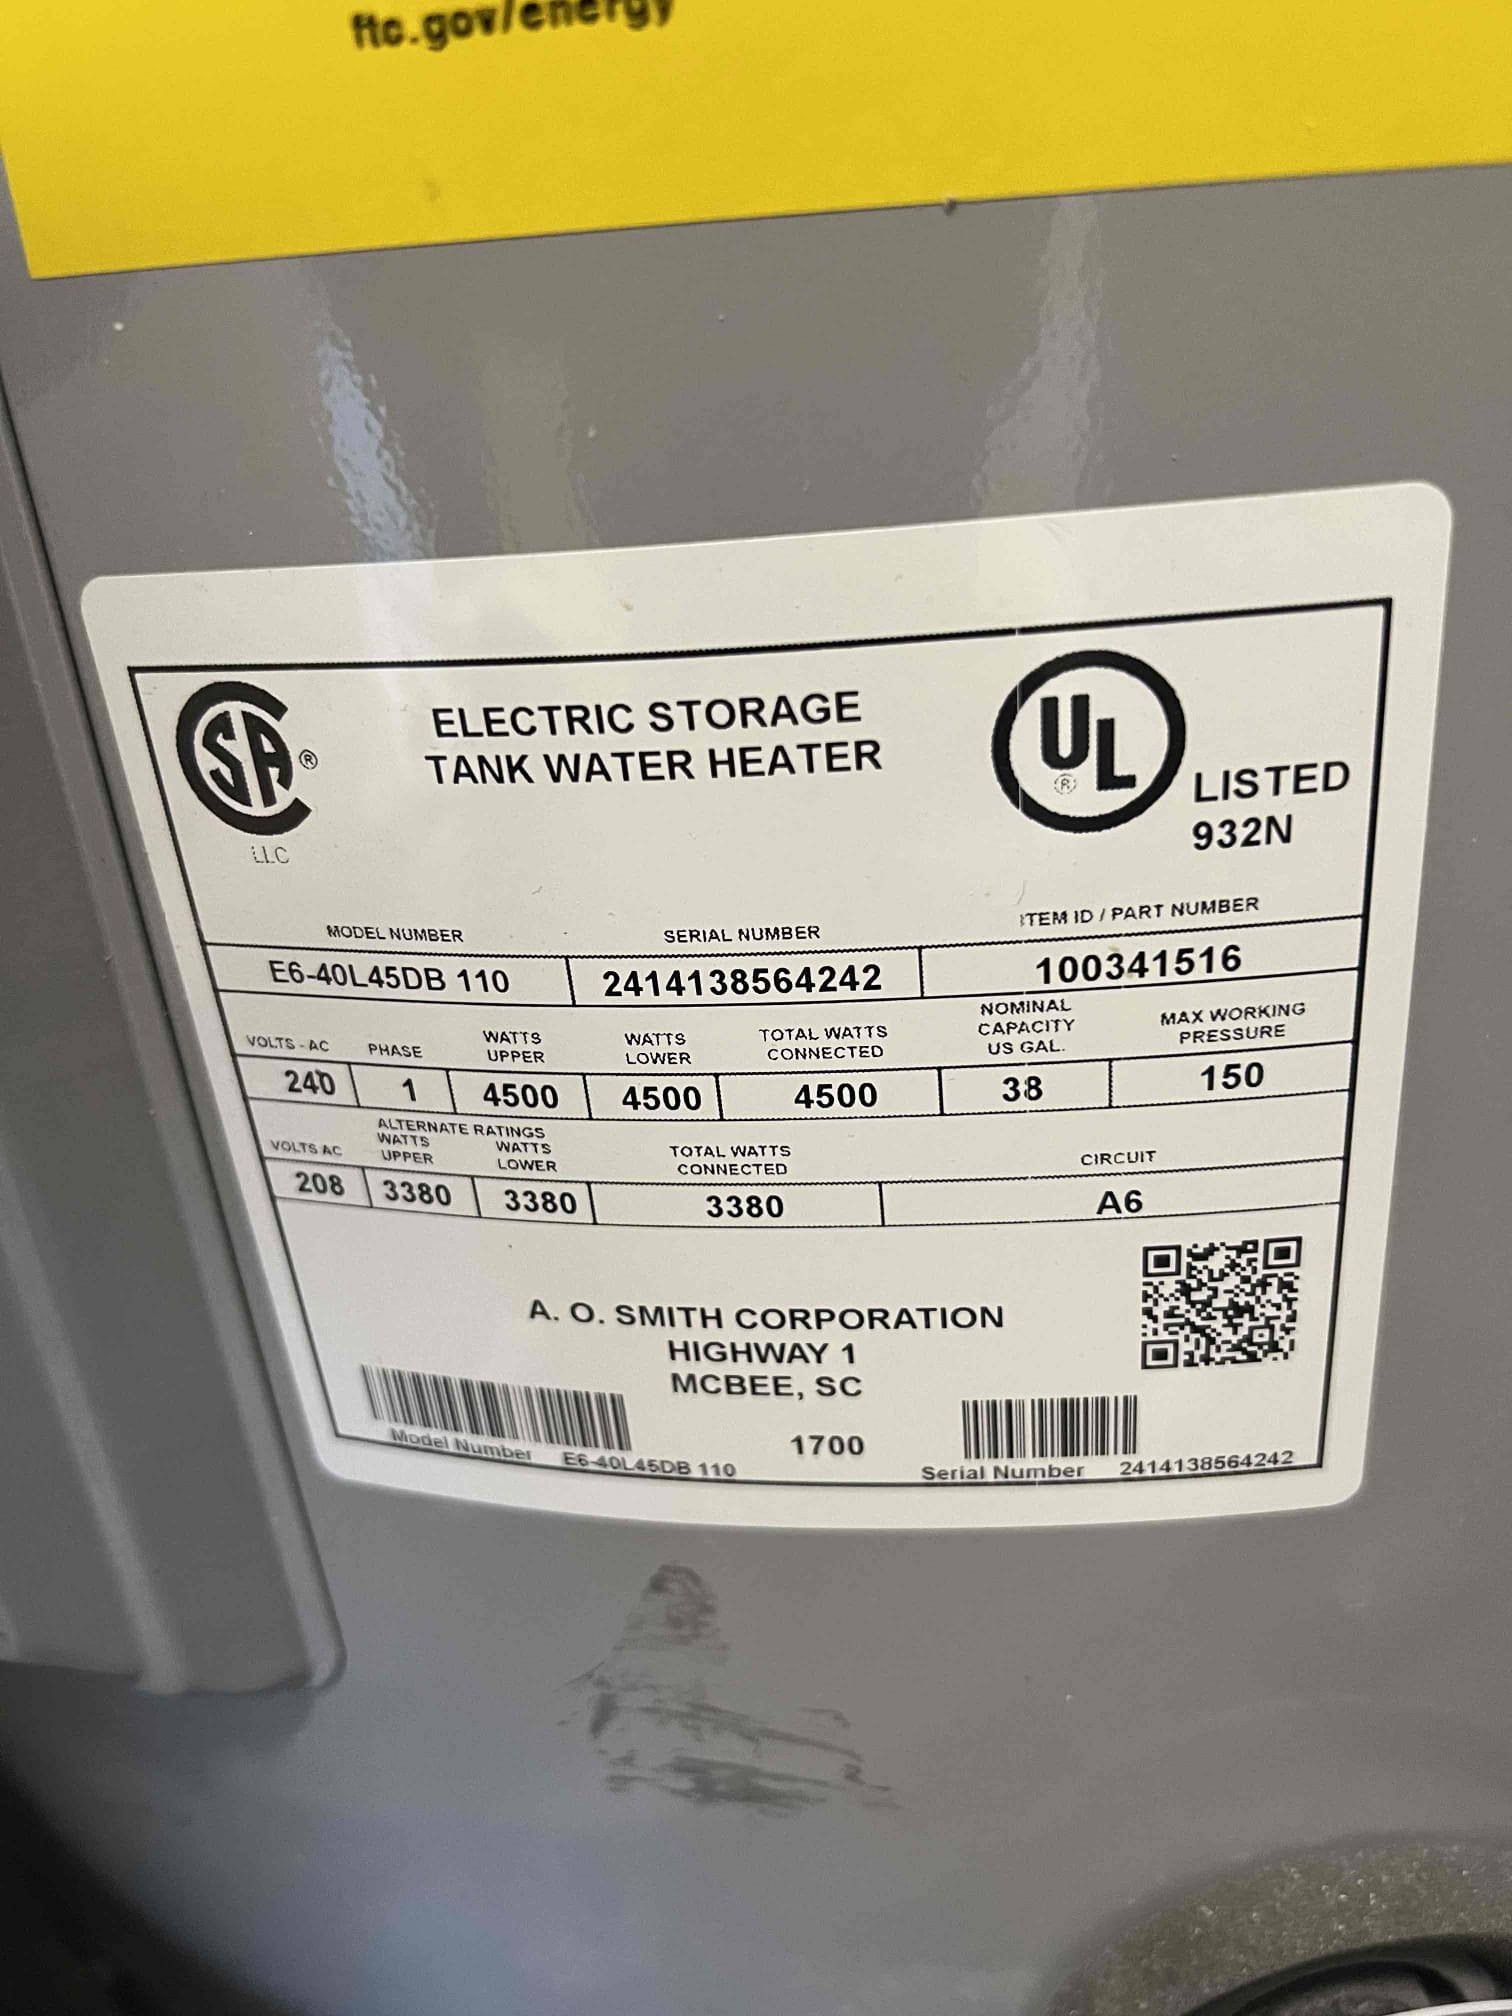 ftc.gov/energy
CSA®
LLC
ELECTRIC STORAGE
TANK WATER HEATER
UL®
LISTED
932N
MODEL NUMBER SERIAL NUMBER ITEM ID / PART NUMBER
E6-40L45DB 110 2414138564242 100341516
VOLTS - AC PHASE WATTS UPPER WATTS LOWER TOTAL WATTS CONNECTED NOMINAL CAPACITY US GAL. MAX WORKING PRESSURE
240 1 4500 4500 4500 38 150
ALTERNATE RATINGS
VOLTS AC WATTS UPPER WATTS LOWER TOTAL WATTS CONNECTED CIRCUIT
208 3380 3380 3380 A6
A. O. SMITH CORPORATION
HIGHWAY 1
MCBEE, SC
1700
Model Number E6-40L45DB 110
Serial Number 2414138564242